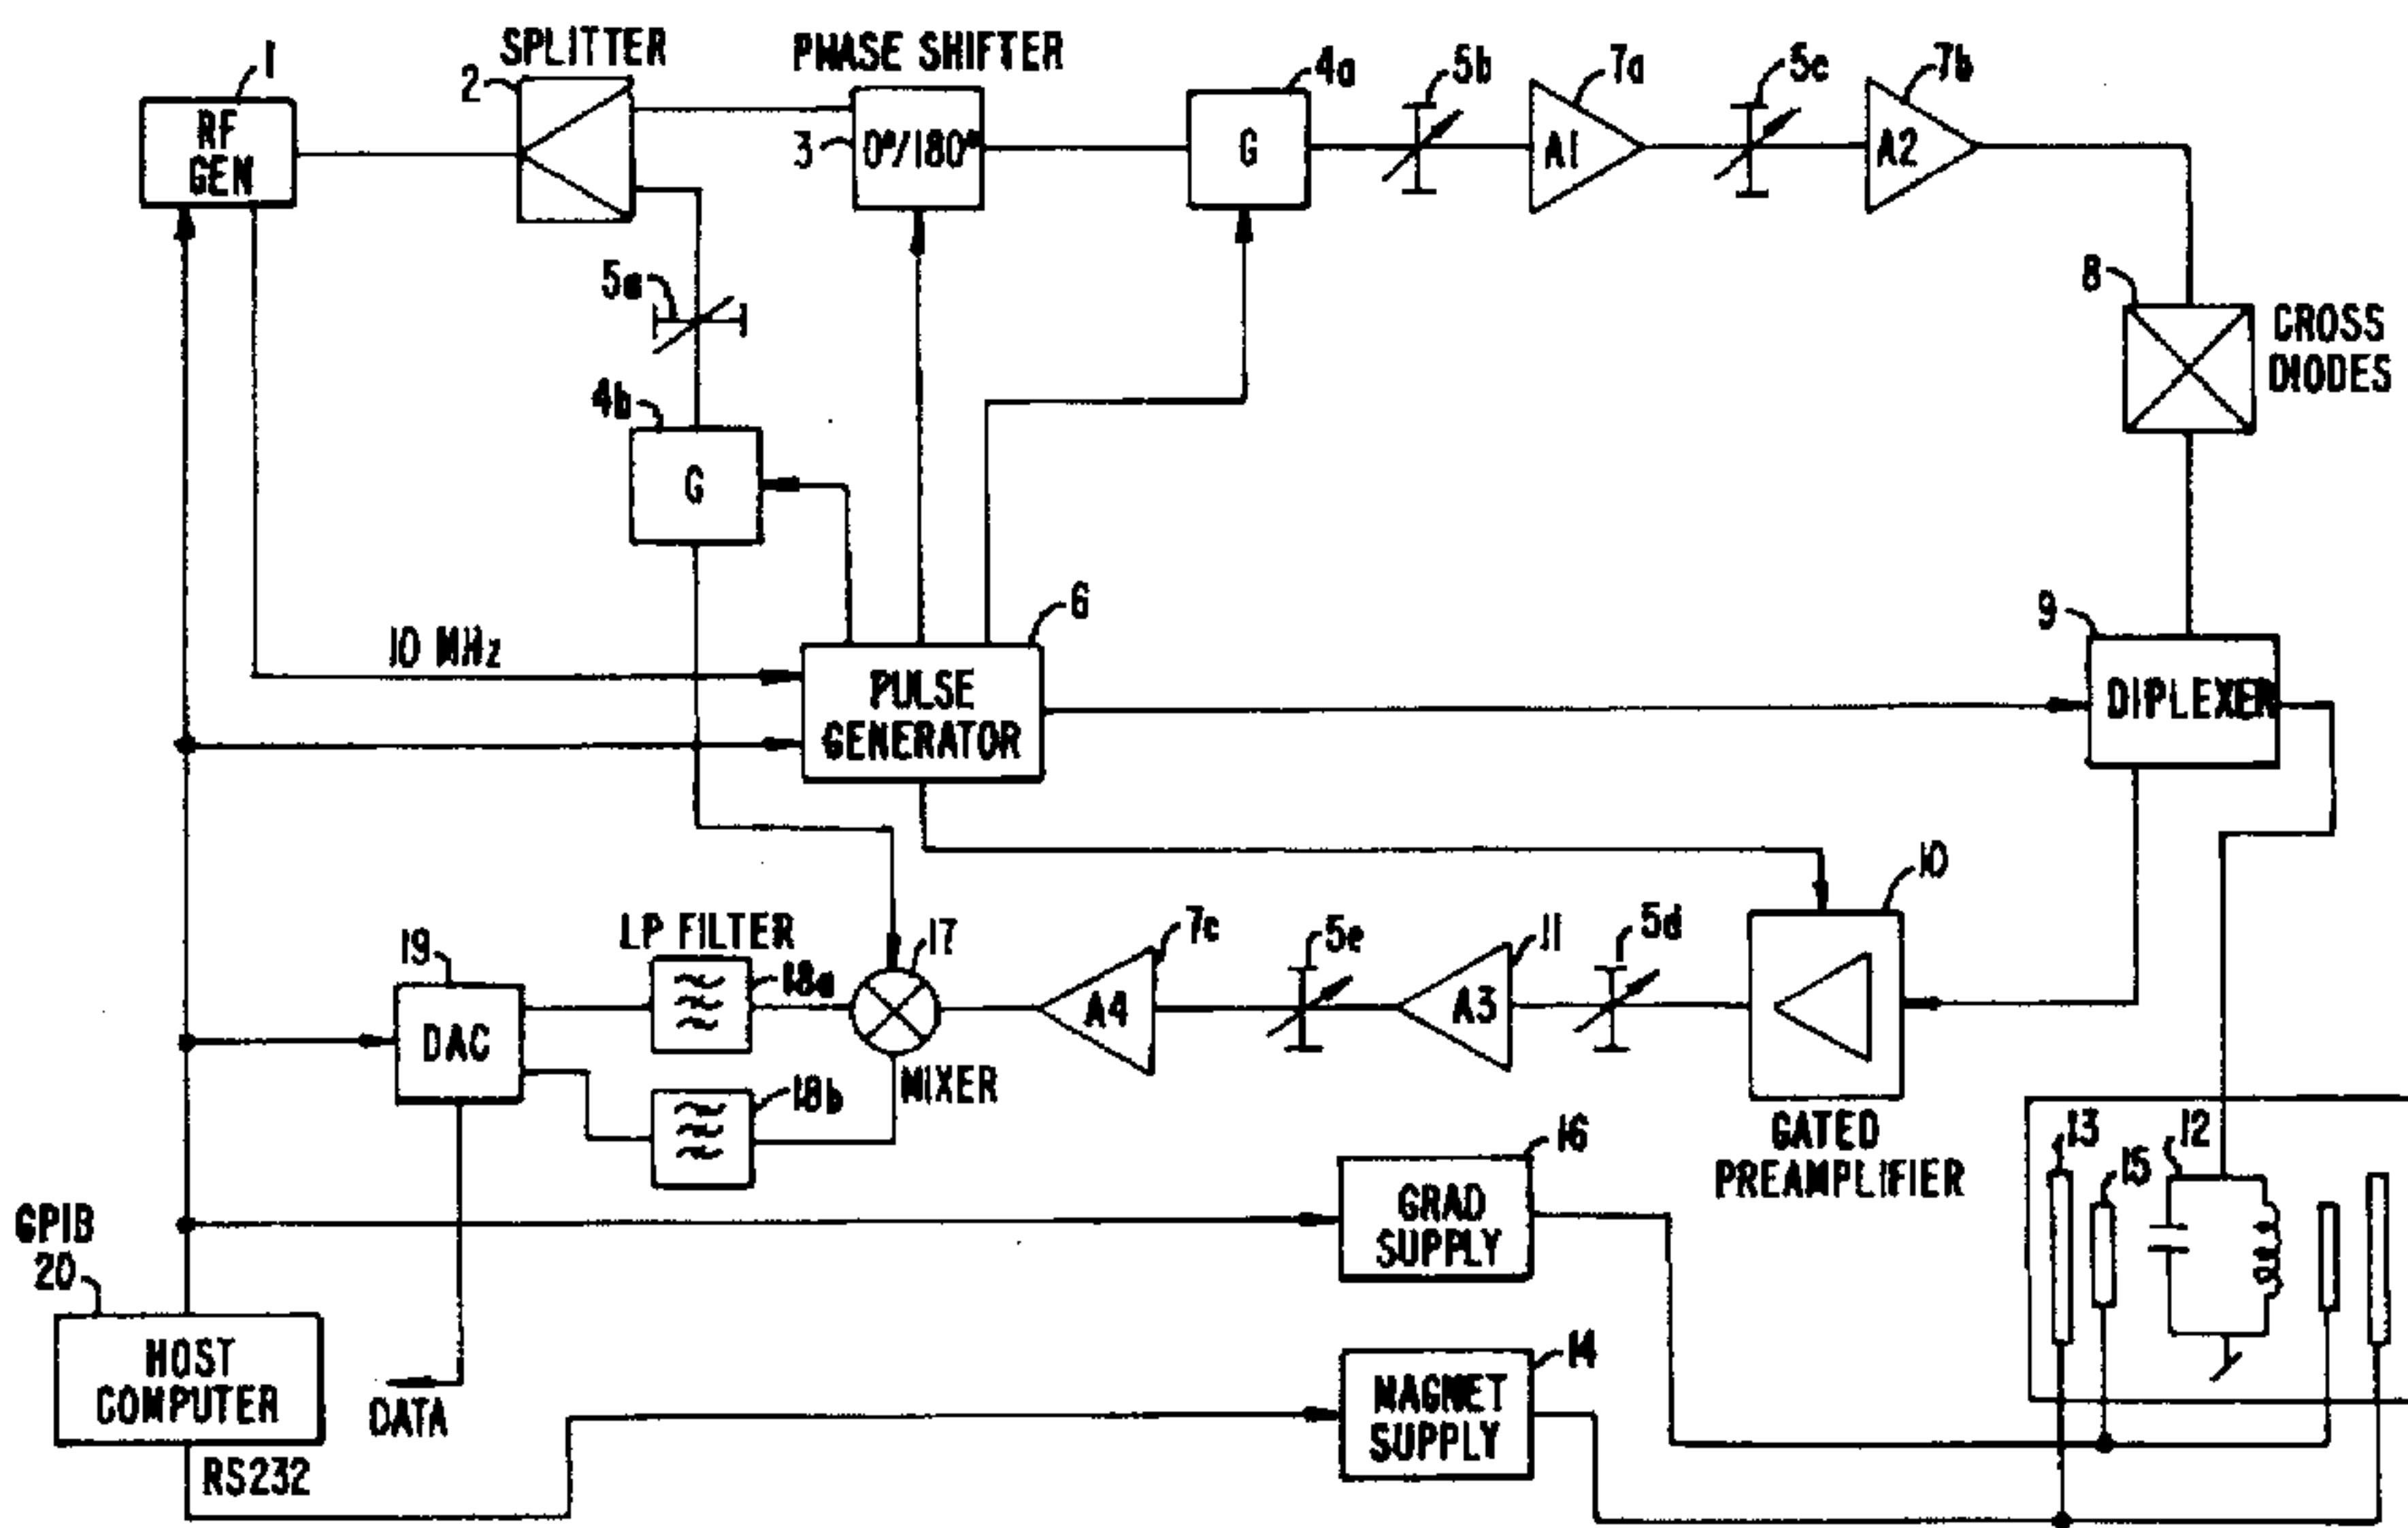 1
SPLITTER
2
PHASE SHIFTER
4a
5b
7a
5c
7b
RF
GEN
3
0°/180°
G
A1
A2
5a
8
CROSS
DIODES
4b
G
6
9
10 MHz
PULSE
GENERATOR
DIPLEXER
10
LP FILTER
17
7c
5e
11
5d
19
18a
DAC
A4
A3
MIXER
18b
GATED
PREAMPLIFIER
16
13
15
12
GPIB
20
GRAD
SUPPLY
HOST
COMPUTER
DATA
14
MAGNET
SUPPLY
RS232